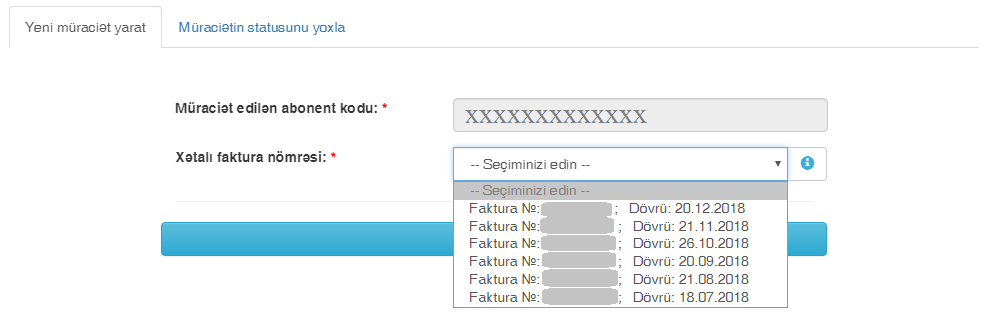 Yeni müraciət yarat Müraciətin statusunu yoxla
Müraciət edilən abonent kodu: * XXXXXXXXXXXXX
Xətalı faktura nömrəsi: * -- Seçiminizi edin --
-- Seçiminizi edin --
Faktura №: ; Dövrü: 20.12.2018
Faktura №: ; Dövrü: 21.11.2018
Faktura №: ; Dövrü: 26.10.2018
Faktura №: ; Dövrü: 20.09.2018
Faktura №: ; Dövrü: 21.08.2018
Faktura №: ; Dövrü: 18.07.2018